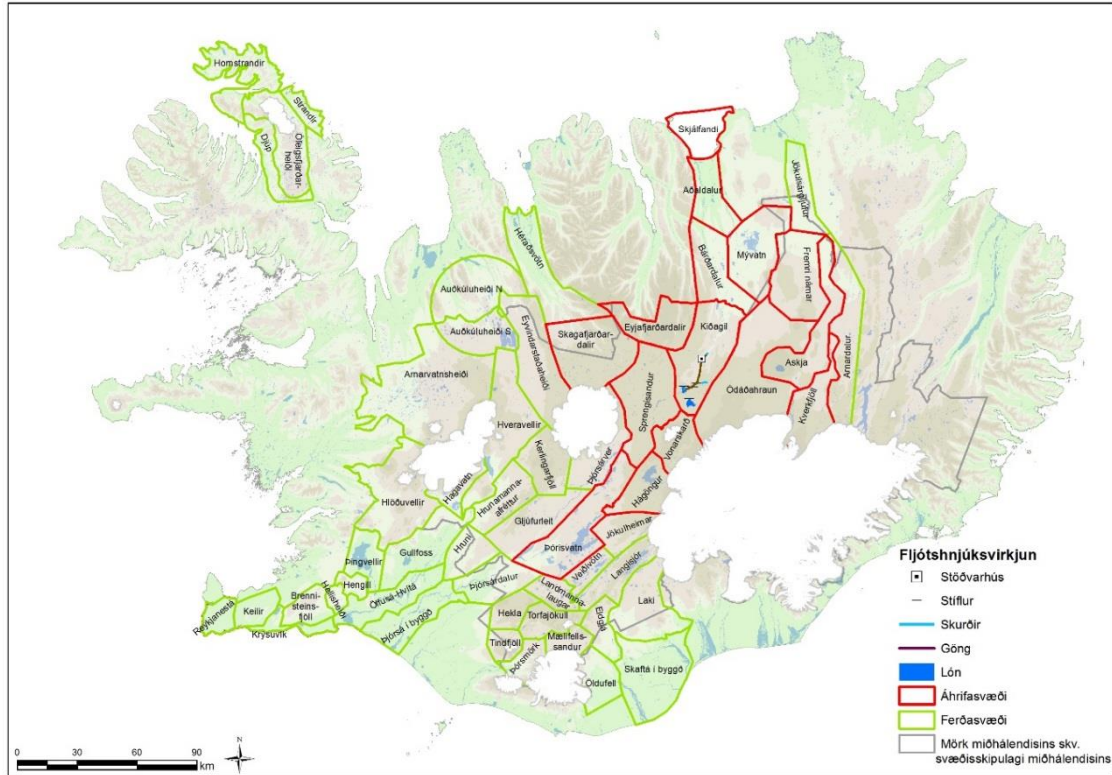 Hornstrandir
Strandir
Djúp
Ófeigsfjarðar-
heiði
Skjálfandi
Aðaldalur
Jökulsárgljúfur
Héraðsvötn
Bárðardalur
Mývatn
Fremri námar
Auðkúluheiði N
Auðkúluheiði S
Eyvindarstaðaheiði
Skagafjarðar-
dalir
Eyjafjarðardalir
Kiðagil
Arnarvatnsheiði
Askja
Arnardalur
Sprengisandur
Ódáðahraun
Kverkfjöll
Hveravellir
Kerlingarfjöll
Vonarskarð
Þjórsárver
Hágöngur
Hagavatn
Hrunamanna-
afréttur
Hlöðuvellir
Gljúfurleit
Jökulheimar
Þingvellir
Gullfoss
Hruni
Þórisvatn
Veiðivötn
Langisjór
Hengill
Þjórsárdalur
Ölfusá-Hvítá
Landmanna-
laugar
Laki
Reykjanestá
Keilir
Brenni-
steins-
fjöll
Hellisheiði
Krýsuvík
Þjórsá í byggð
Hekla
Torfajökull
Eldgjá
Tindfjöll
Mælifells-
sandur
Þórsmörk
Skaftá í byggð
Öldufell
Fljótshnjúksvirkjun
Stöðvarhús
Stíflur
Skurðir
Göng
Lón
Áhrifasvæði
Ferðasvæði
Mörk miðhálendisins skv.
svæðisskipulagi miðhálendisins
0 30 60 90
km
N